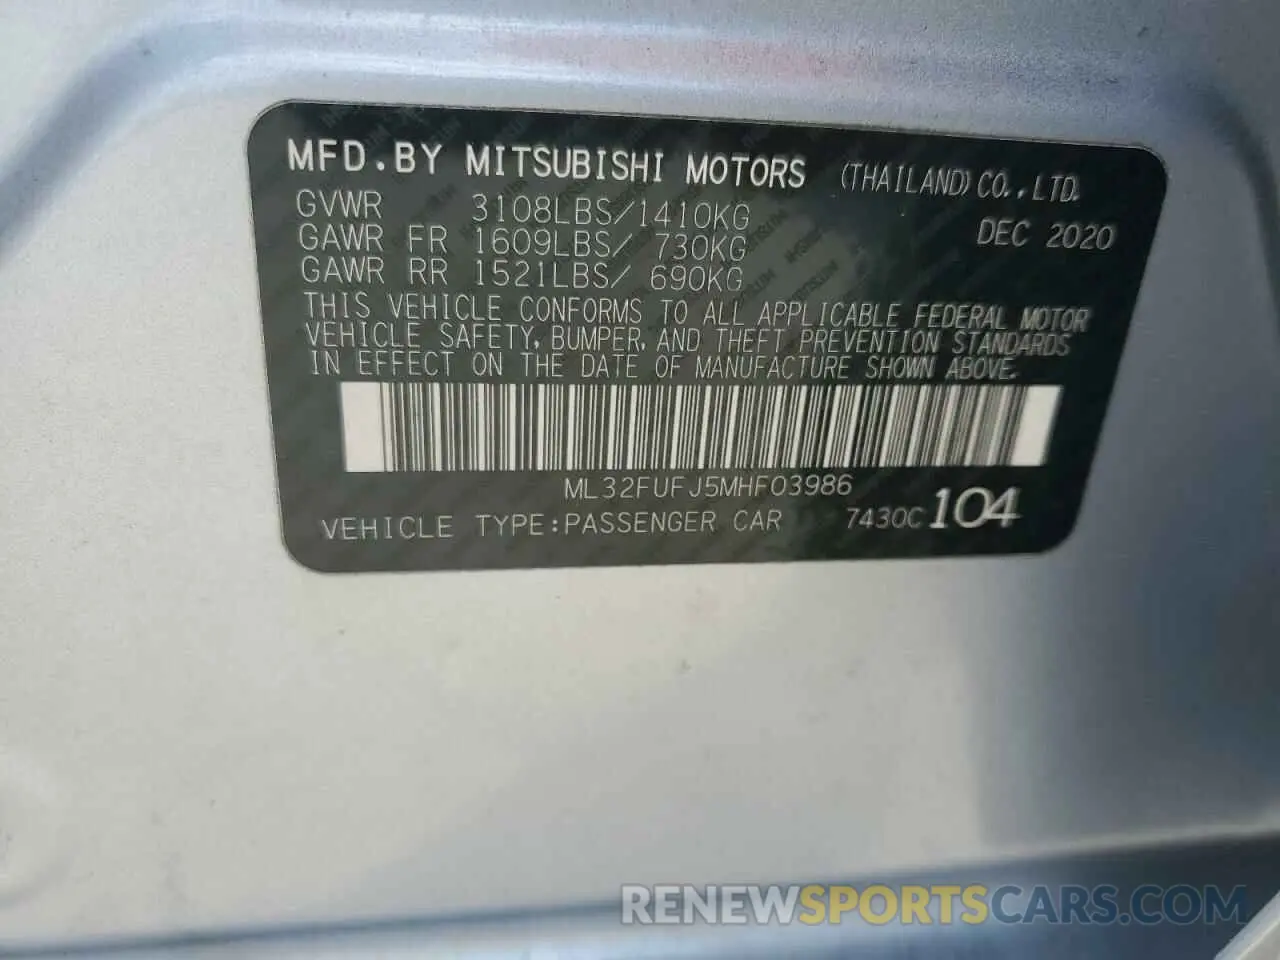 MFD.BY MITSUBISHI MOTORS (THAILAND) CO.,LTD.
GVWR 3108LBS/1410KG DEC 2020
GAWR FR 1609LBS/ 730KG
GAWR RR 1521LBS/ 690KG
THIS VEHICLE CONFORMS TO ALL APPLICABLE FEDERAL MOTOR
VEHICLE SAFETY, BUMPER, AND THEFT PREVENTION STANDARDS
IN EFFECT ON THE DATE OF MANUFACTURE SHOWN ABOVE.
ML32FUFJ5MHF03986
VEHICLE TYPE:PASSENGER CAR 7430C 104
RENEWSPORTSCARS.COM